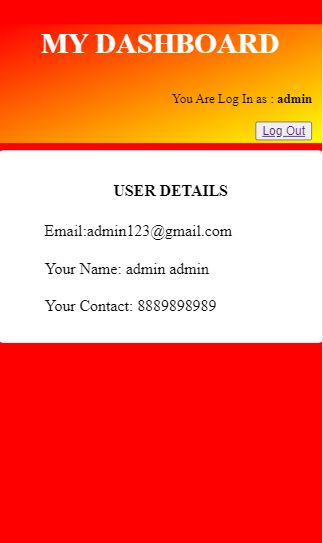 MY DASHBOARD
You Are Log In as : admin
Log Out
USER DETAILS
Email:admin123@gmail.com
Your Name: admin admin
Your Contact: 8889898989